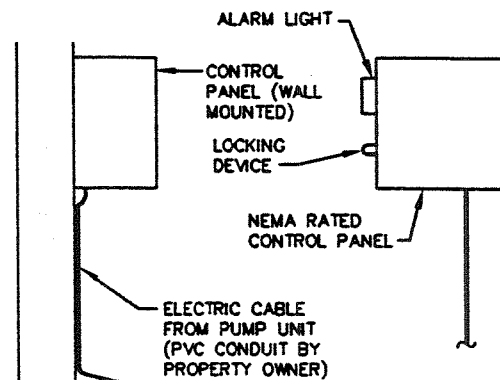 ALARM LIGHT
CONTROL
PANEL (WALL
MOUNTED)
LOCKING
DEVICE
NEMA RATED
CONTROL PANEL
ELECTRIC CABLE
FROM PUMP UNIT
(PVC CONDUIT BY
PROPERTY OWNER)